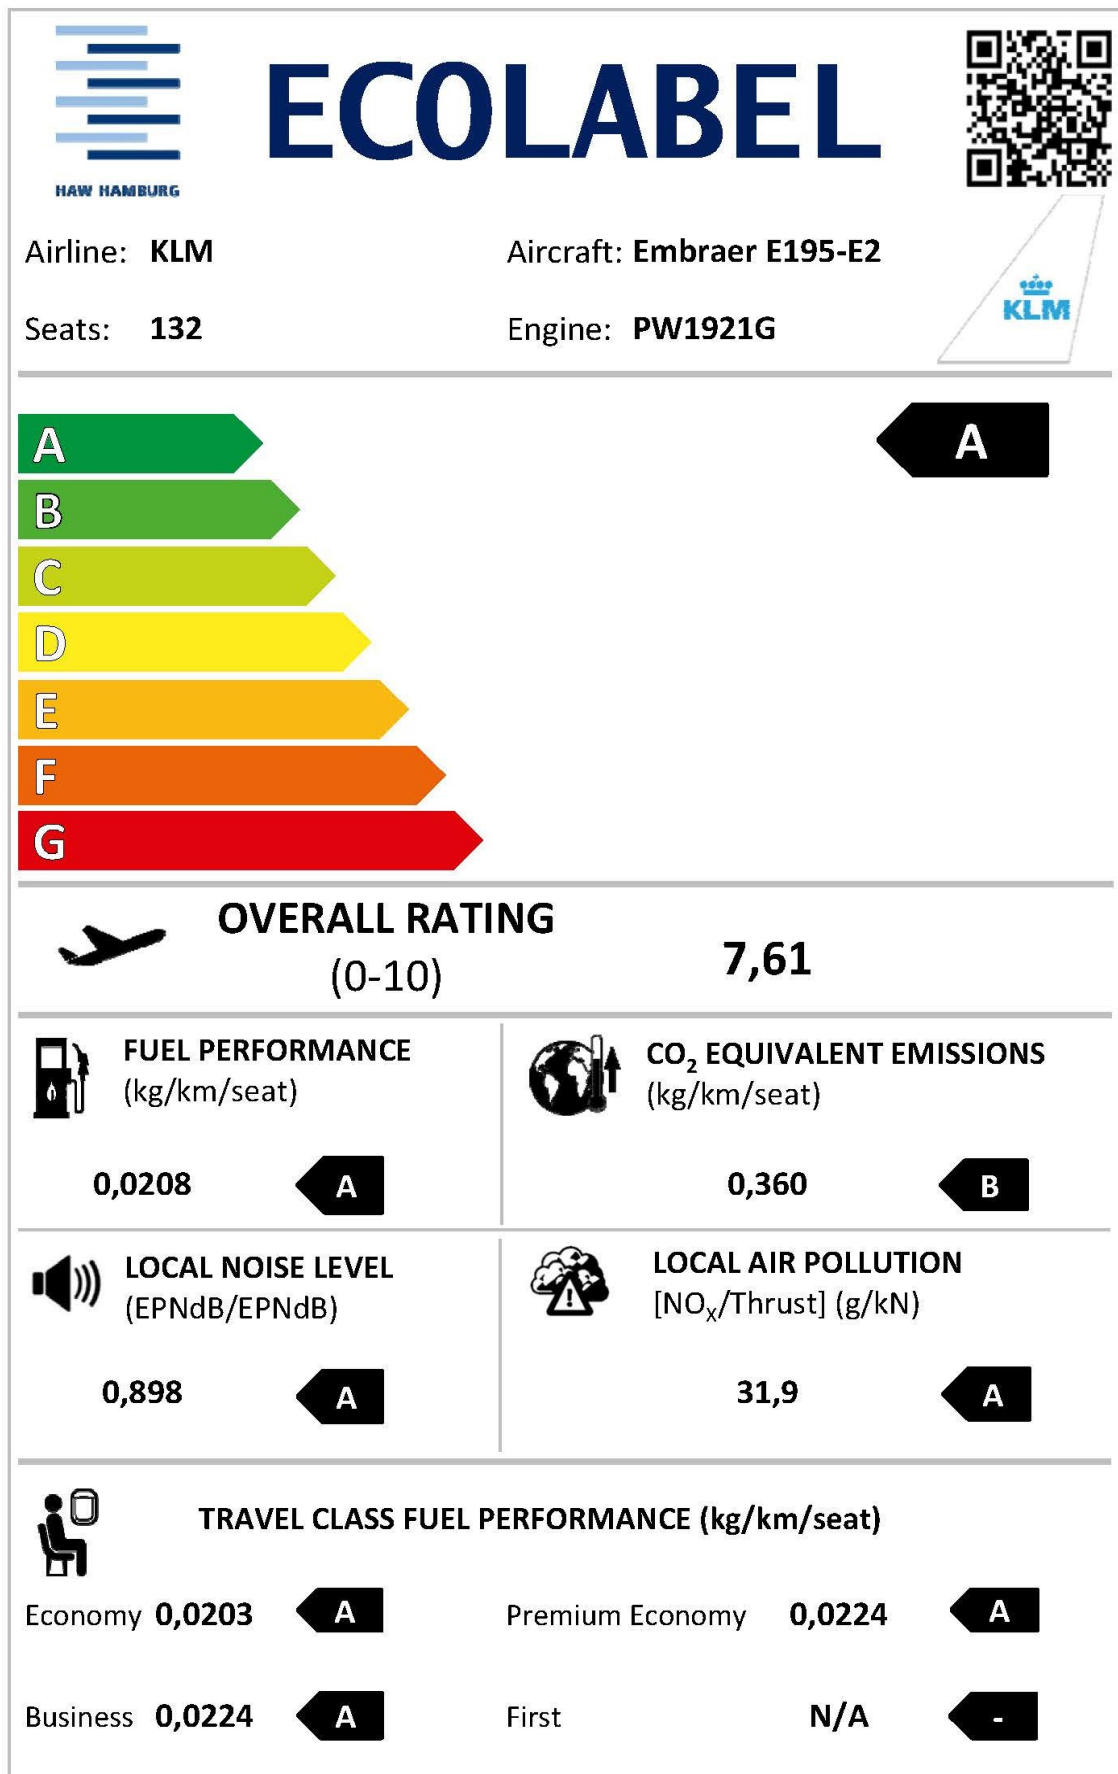 HAW HAMBURG
ECOLABEL
Airline: KLM
Aircraft: Embraer E195-E2
Seats: 132
Engine: PW1921G
KLM
A
A
B
C
D
E
F
G
OVERALL RATING
(0-10)
7,61
FUEL PERFORMANCE
(kg/km/seat)
0,0208 A
CO₂ EQUIVALENT EMISSIONS
(kg/km/seat)
0,360 B
LOCAL NOISE LEVEL
(EPNdB/EPNdB)
0,898 A
LOCAL AIR POLLUTION
[NOₓ/Thrust] (g/kN)
31,9 A
TRAVEL CLASS FUEL PERFORMANCE (kg/km/seat)
Economy 0,0203 A
Premium Economy 0,0224 A
Business 0,0224 A
First N/A -